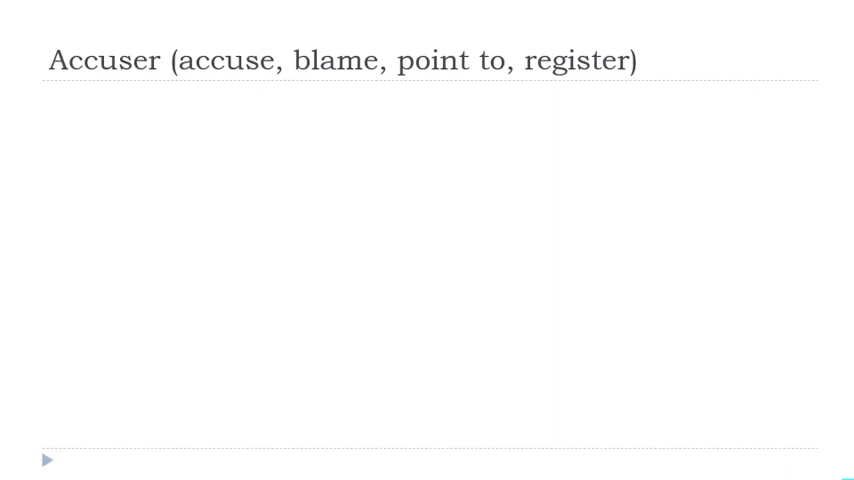 Accuser (accuse, blame, point to, register)